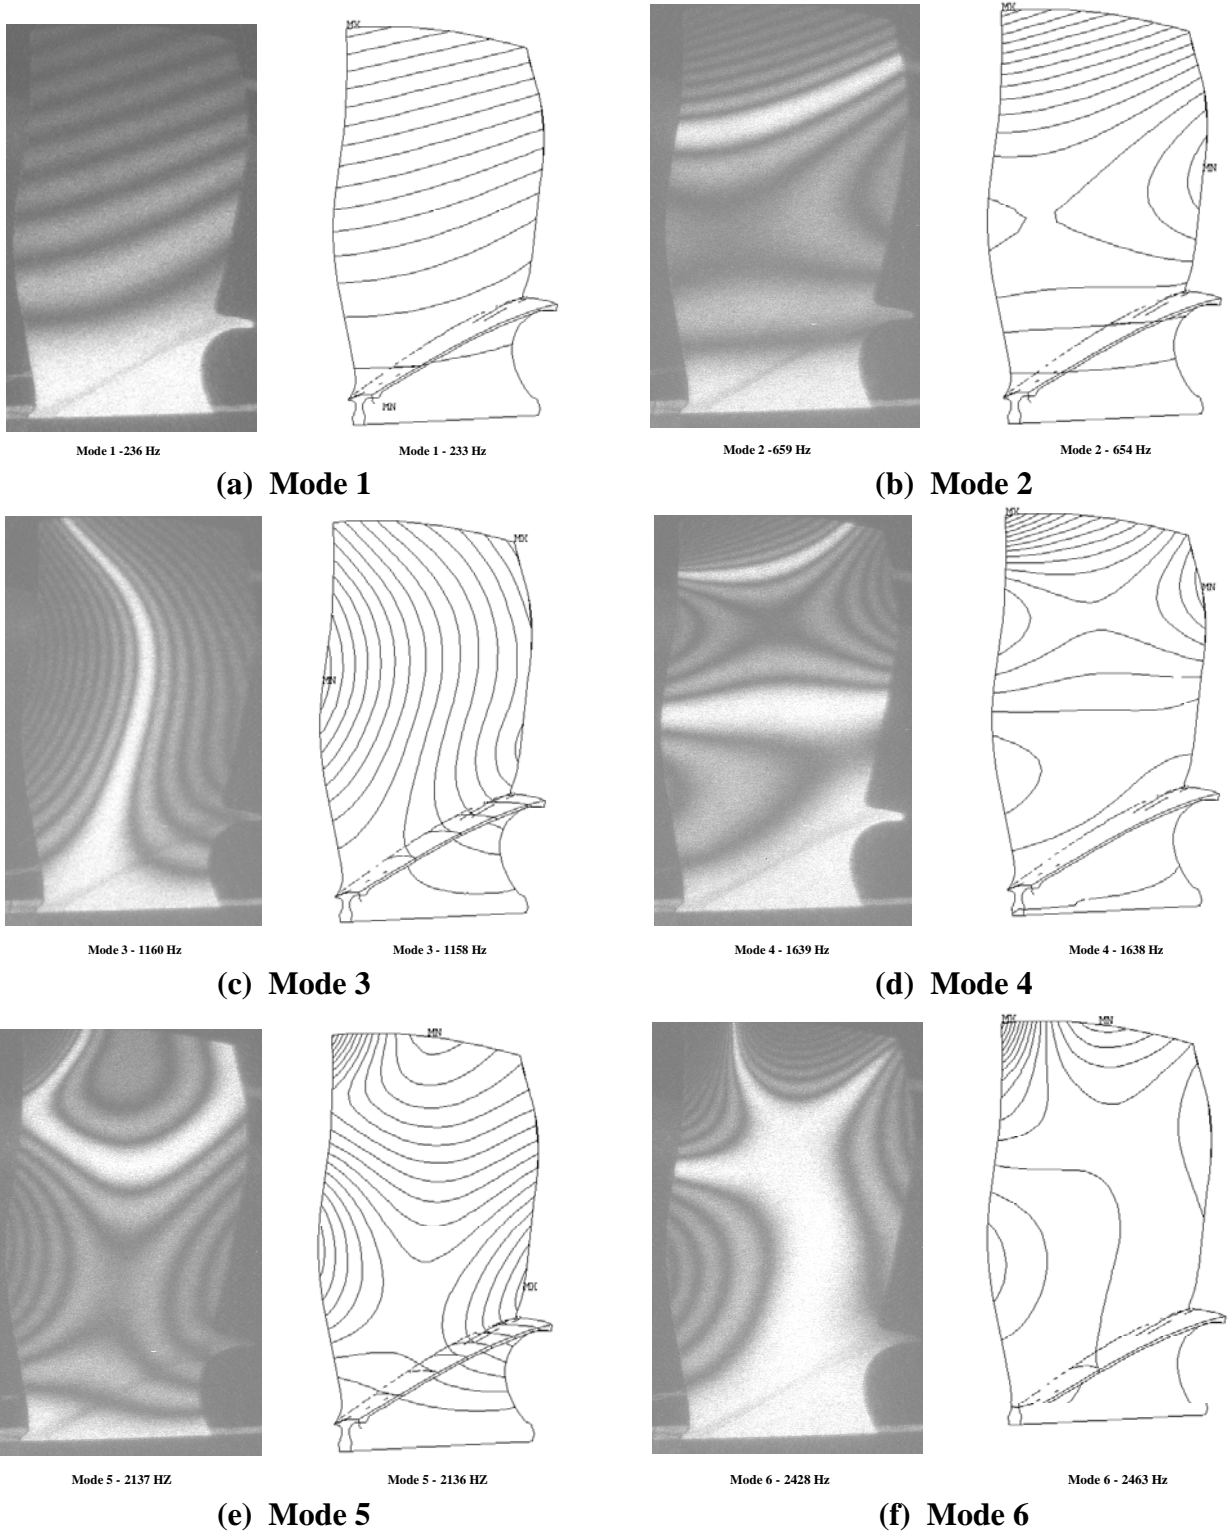 MX
MN
Mode 1 -236 Hz
Mode 1 - 233 Hz
(a) Mode 1
MX
MN
Mode 2 -659 Hz
Mode 2 - 654 Hz
(b) Mode 2
MX
MN
Mode 3 - 1160 Hz
Mode 3 - 1158 Hz
(c) Mode 3
MX
MN
Mode 4 - 1639 Hz
Mode 4 - 1638 Hz
(d) Mode 4
MN
MX
Mode 5 - 2137 HZ
Mode 5 - 2136 HZ
(e) Mode 5
MX
MN
Mode 6 - 2428 Hz
Mode 6 - 2463 Hz
(f) Mode 6